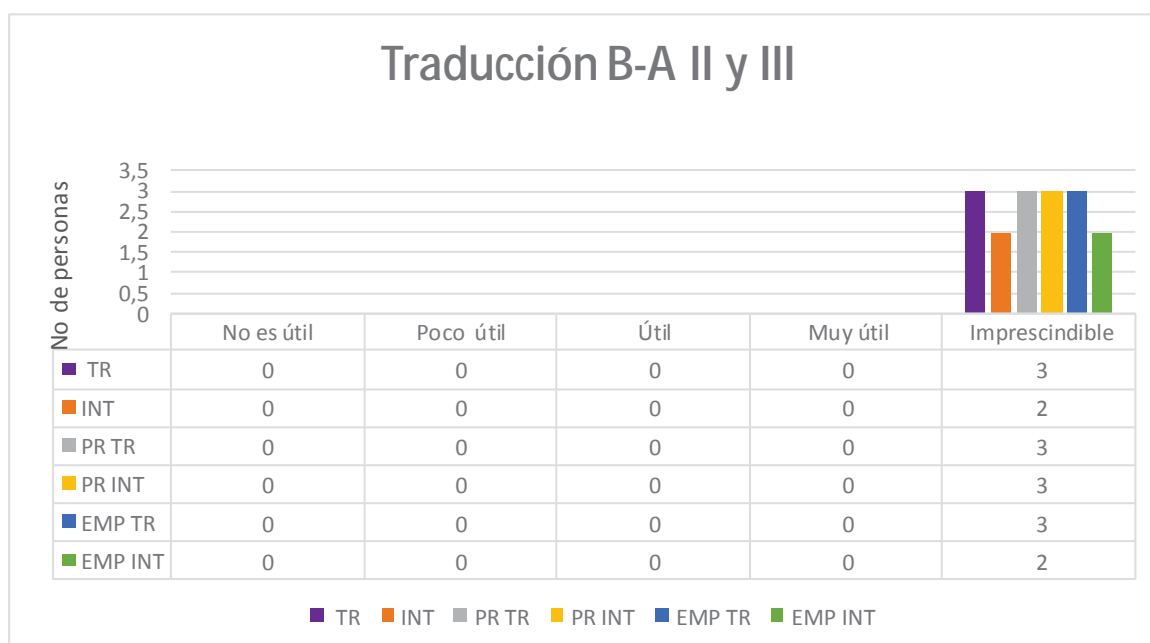 Traducción B-A II y III
No de personas
3,5
3
2,5
2
1,5
1
0,5
0
No es útil Poco útil Útil Muy útil Imprescindible
TR 0 0 0 0 3
INT 0 0 0 0 2
PR TR 0 0 0 0 3
PR INT 0 0 0 0 3
EMP TR 0 0 0 0 3
EMP INT 0 0 0 0 2
TR INT PR TR PR INT EMP TR EMP INT